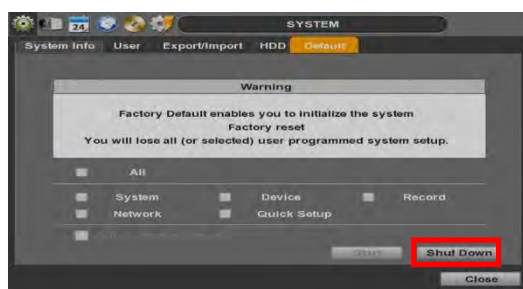 24 SYSTEM
System Info User Export/Import HDD Default
Warning
Factory Default enables you to initialize the system
Factory reset
You will lose all (or selected) user programmed system setup.
All
System Device Record
Network Quick Setup
Start Shut Down
Close